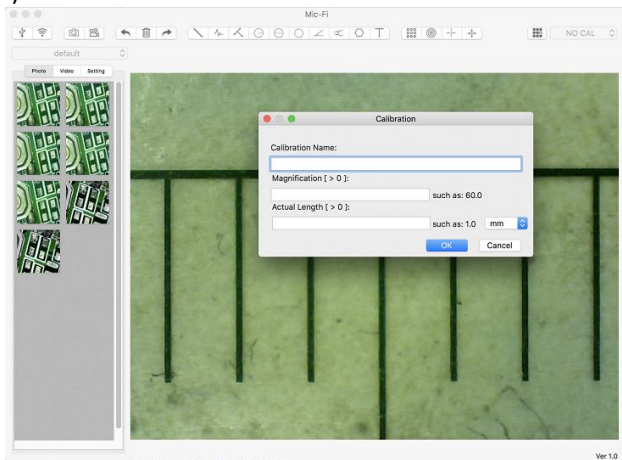 )
Mic-Fi
T
NO CAL
default
Photo Video Setting
Calibration
Calibration Name:
Magnification [ > 0 ]:
such as: 60.0
Actual Length [ > 0 ]:
such as: 1.0 mm
OK Cancel
Ver 1.0